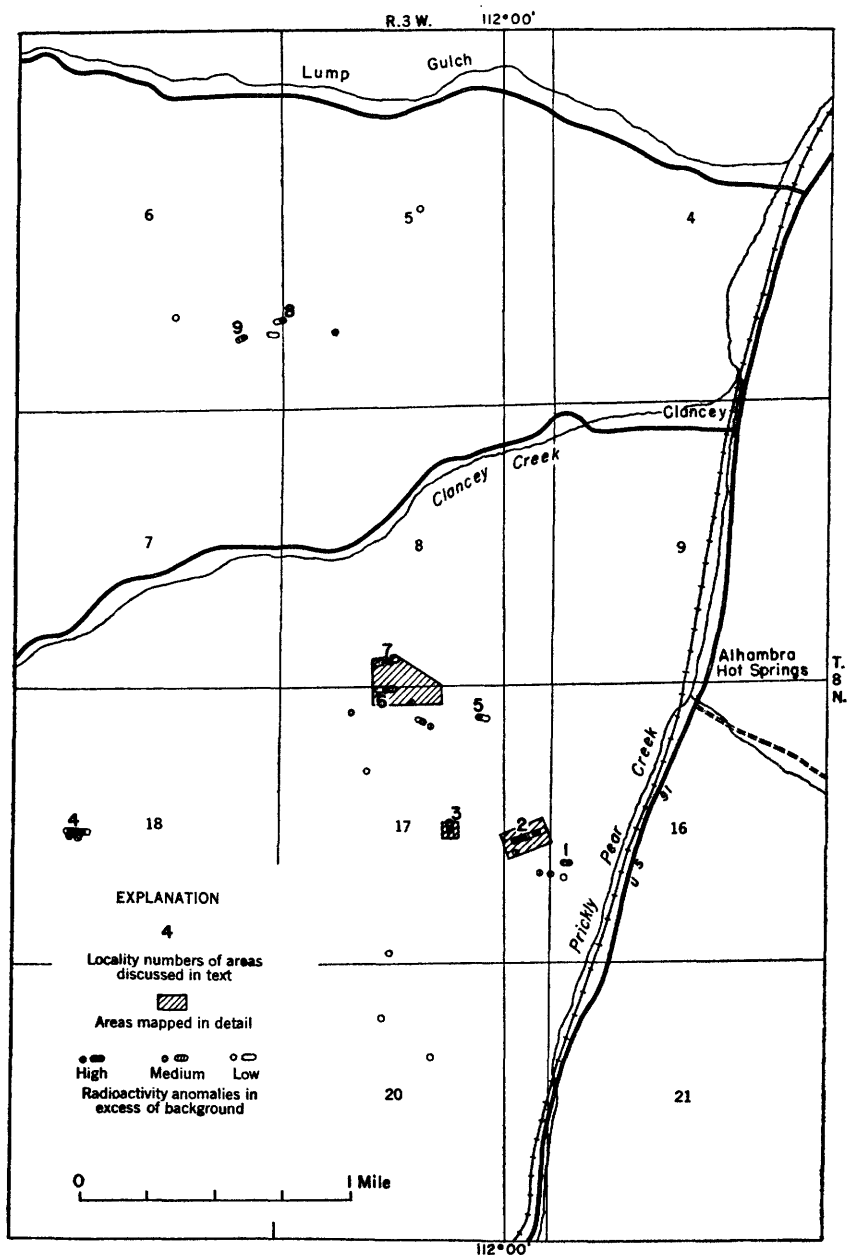 R. 3 W. 112°00'
Lump Gulch
6
5
4
8
9
Clancey
Clancey Creek
7
8
9
7
Alhambra
Hot Springs
T.
8
N.
6
5
Prickly Pear Creek
4
18
17
3
2
1
16
U S 91
EXPLANATION
4
Locality numbers of areas
discussed in text
Areas mapped in detail
High Medium Low
Radioactivity anomalies in
excess of background
20
21
0 1 Mile
112°00'